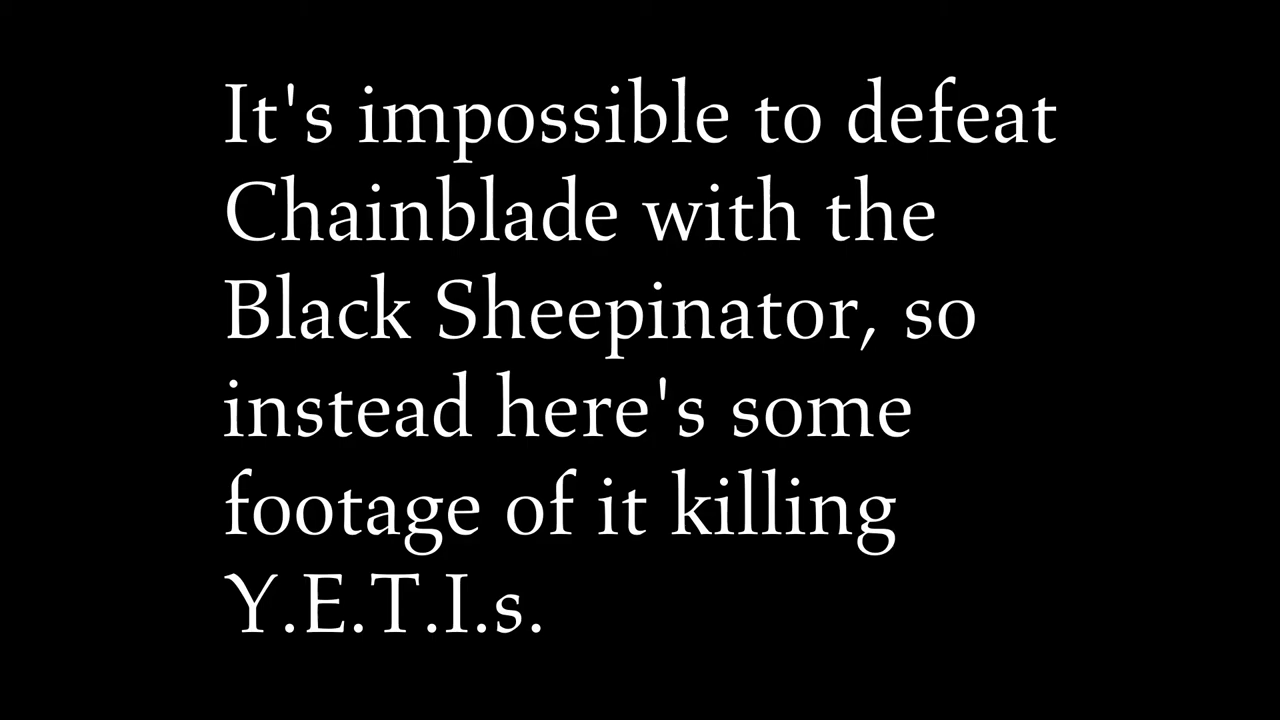 It's impossible to defeat
Chainblade with the
Black Sheepinator, so
instead here's some
footage of it killing
Y.E.T.I.s.